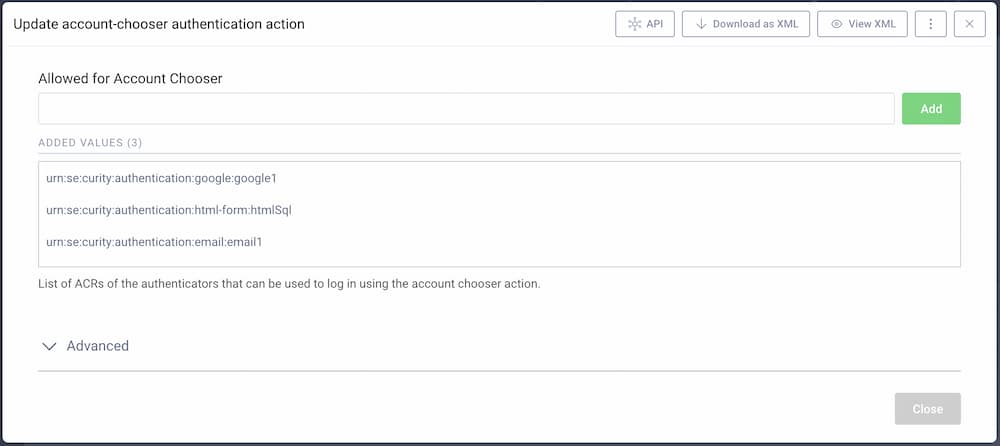 Update account-chooser authentication action
API
Download as XML
View XML
Allowed for Account Chooser
Add
ADDED VALUES (3)
urn:se:curity:authentication:google:google1
urn:se:curity:authentication:html-form:htmlSql
urn:se:curity:authentication:email:email1
List of ACRs of the authenticators that can be used to log in using the account chooser action.
Advanced
Close